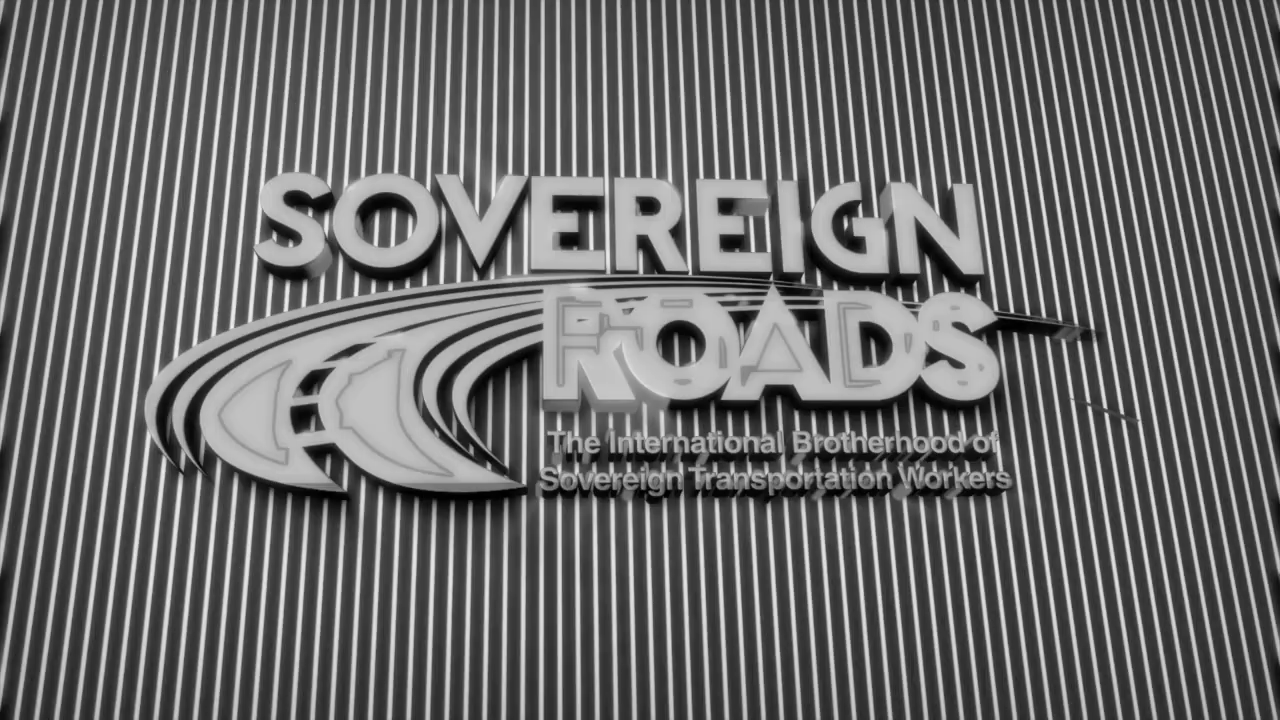 SOVEREIGN
ROADS
The International Brotherhood of
Sovereign Transportation Workers